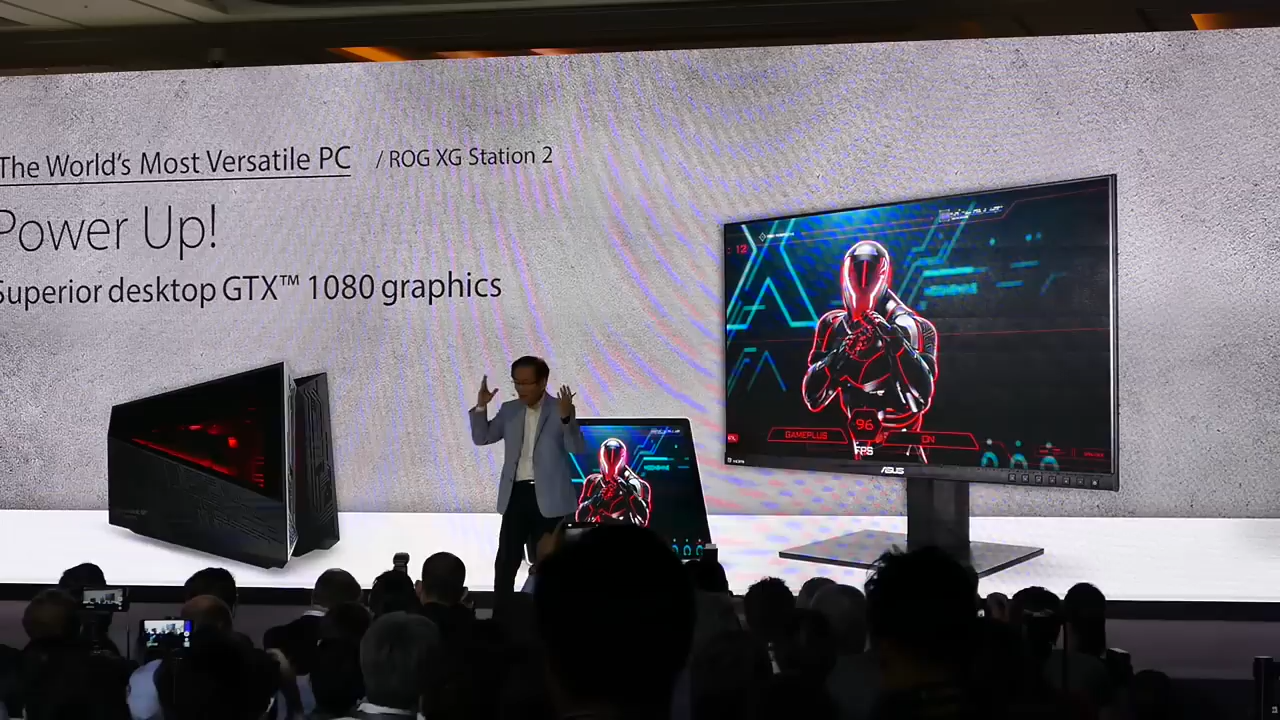 The World's Most Versatile PC / ROG XG Station 2
Power Up!
Superior desktop GTX™ 1080 graphics
: 12
GAMEPLUS
96
FPS
ON
ASUS